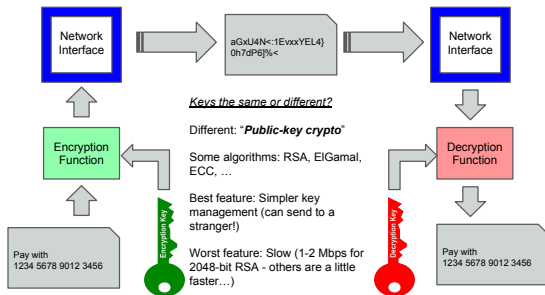 Network
Interface
aGxU4N<:1EvxxYEL4}
0h7dP6]%<
Network
Interface
Keys the same or different?
Different: “Public-key crypto”
Some algorithms: RSA, ElGamal,
ECC, …
Best feature: Simpler key
management (can send to a
stranger!)
Worst feature: Slow (1-2 Mbps for
2048-bit RSA - others are a little
faster…)
Encryption
Function
Decryption
Function
Encryption Key
Decryption Key
Pay with
1234 5678 9012 3456
Pay with
1234 5678 9012 3456